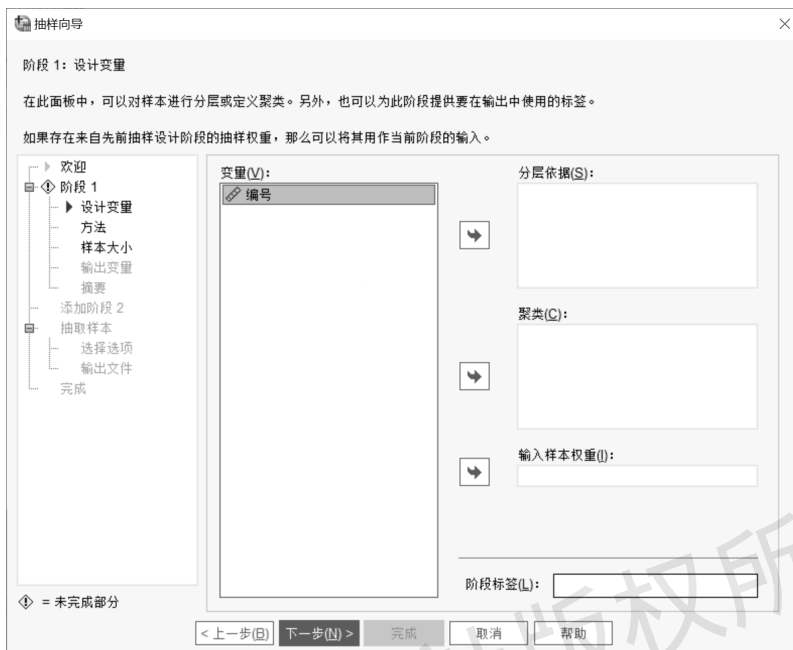 抽样向导
阶段 1：设计变量
在此面板中，可以对样本进行分层或定义聚类。另外，也可以为此阶段提供要在输出中使用的标签。
如果存在来自先前抽样设计阶段的抽样权重，那么可以将其用作当前阶段的输入。
欢迎
阶段 1
设计变量
方法
样本大小
输出变量
摘要
添加阶段 2
抽取样本
选择选项
输出文件
完成
= 未完成部分
变量(V)：
编号
分层依据(S)：
聚类(C)：
输入样本权重(I)：
阶段标签(L)：
< 上一步(B) 下一步(N) > 完成 取消 帮助
版权所